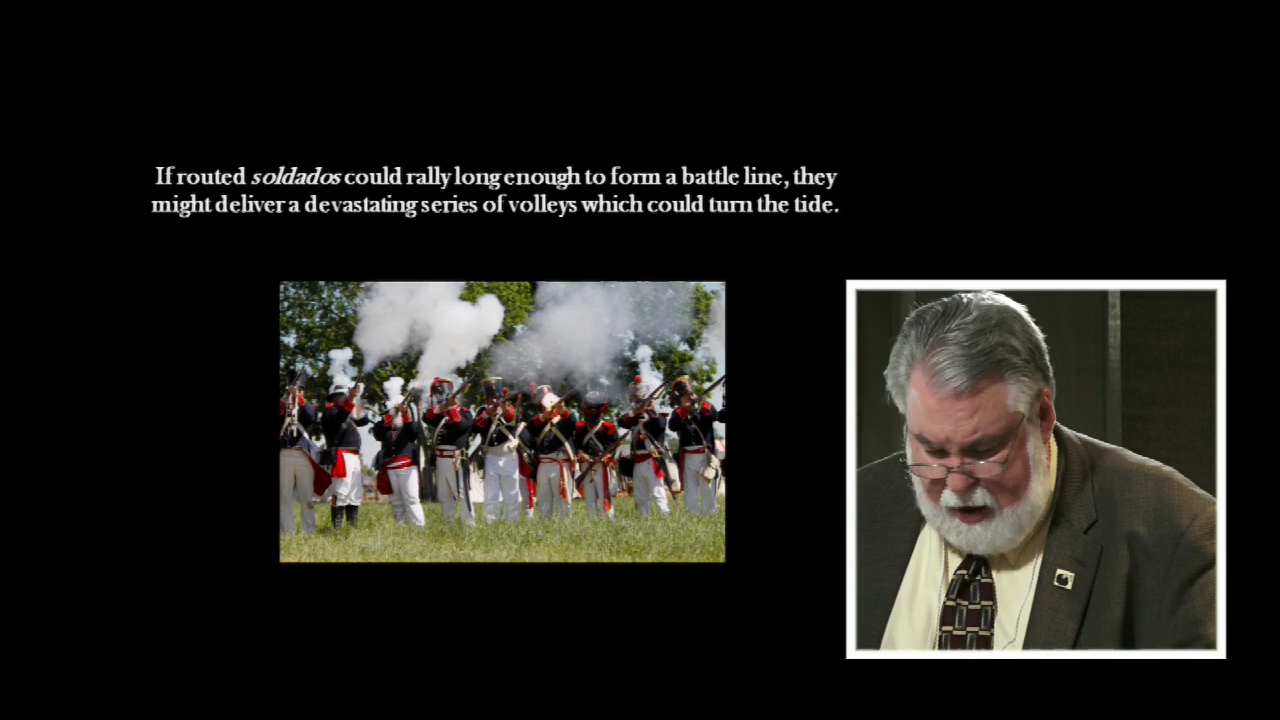 If routed soldados could rally long enough to form a battle line, they
might deliver a devastating series of volleys which could turn the tide.